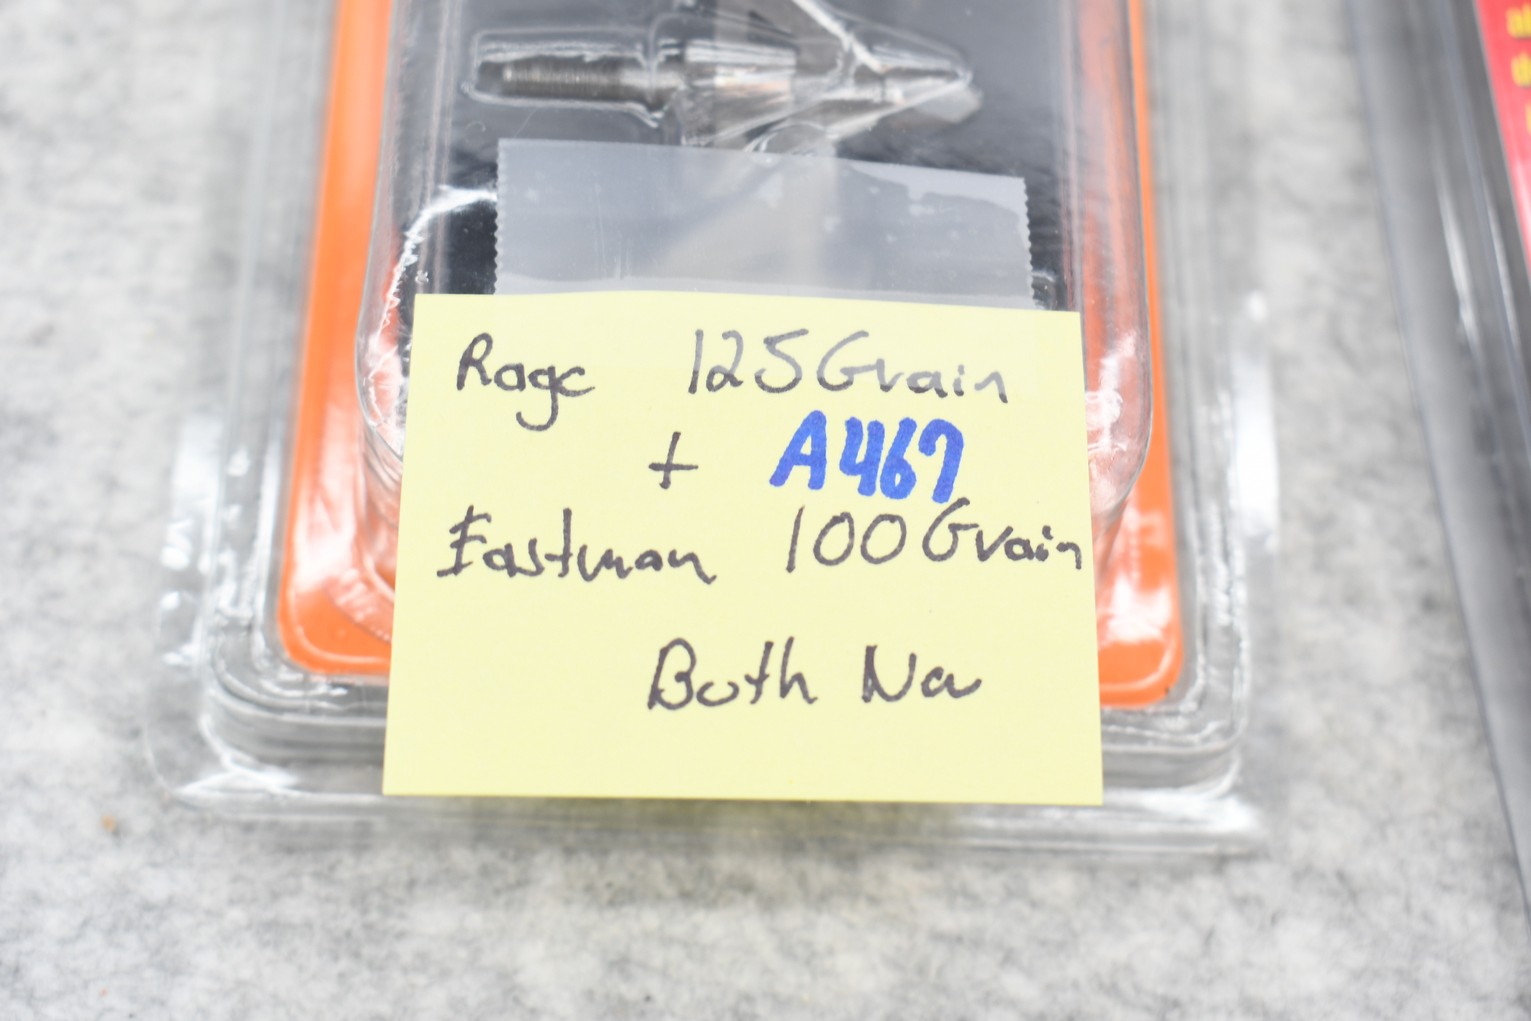 Rage 125 Grain
+ A467
Eastman 100 Grain
Both Na